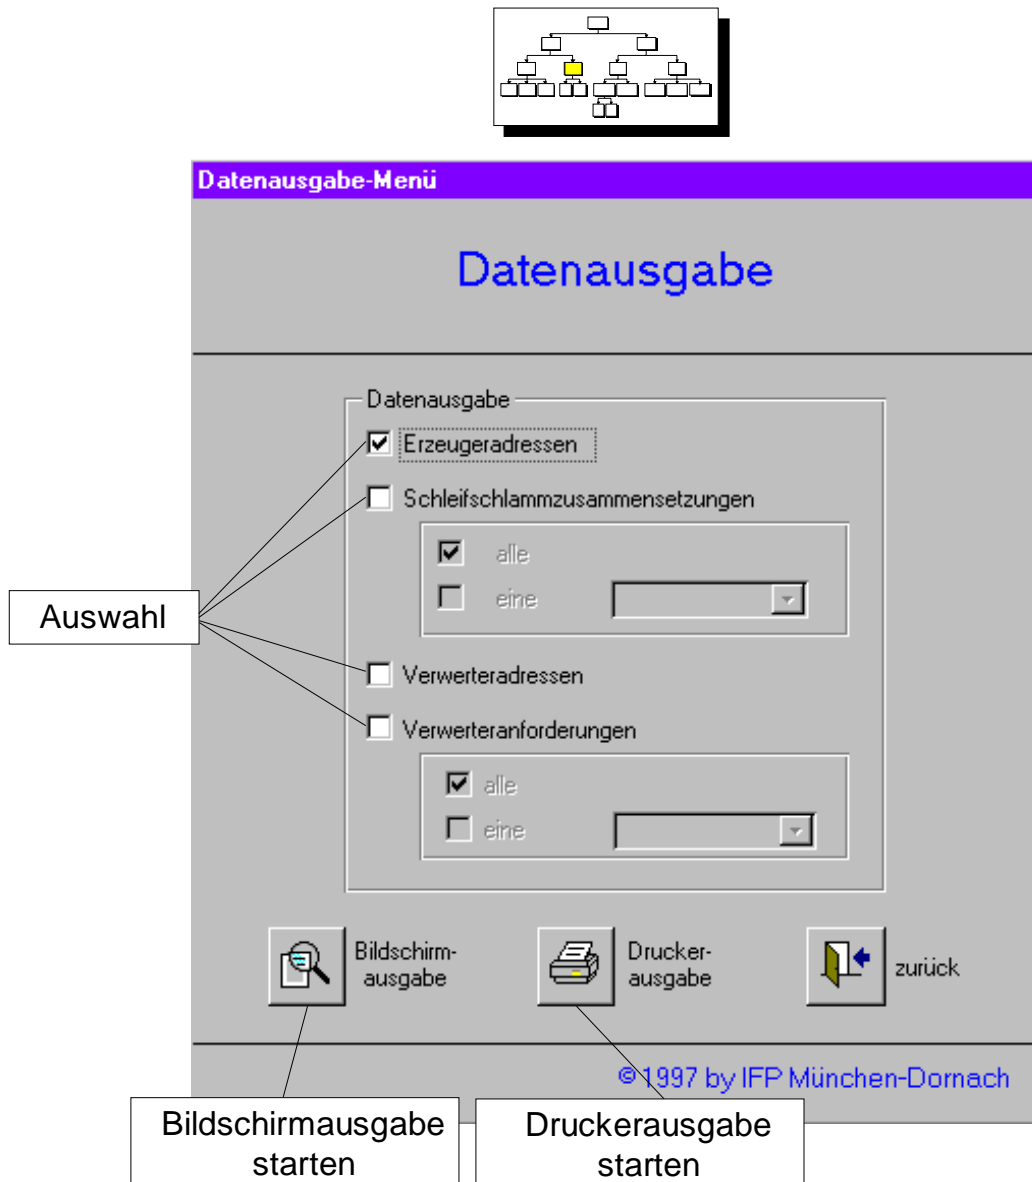 Datenausgabe-Menü
Datenausgabe
Datenausgabe
Erzeugeradressen
Schleifschlammzusammensetzungen
alle
eine
Auswahl
Verwerteradressen
Verwerteranforderungen
alle
eine
Bildschirm-
ausgabe
Drucker-
ausgabe
zurück
© 1997 by IFP München-Dornach
Bildschirmausgabe
starten
Druckerausgabe
starten